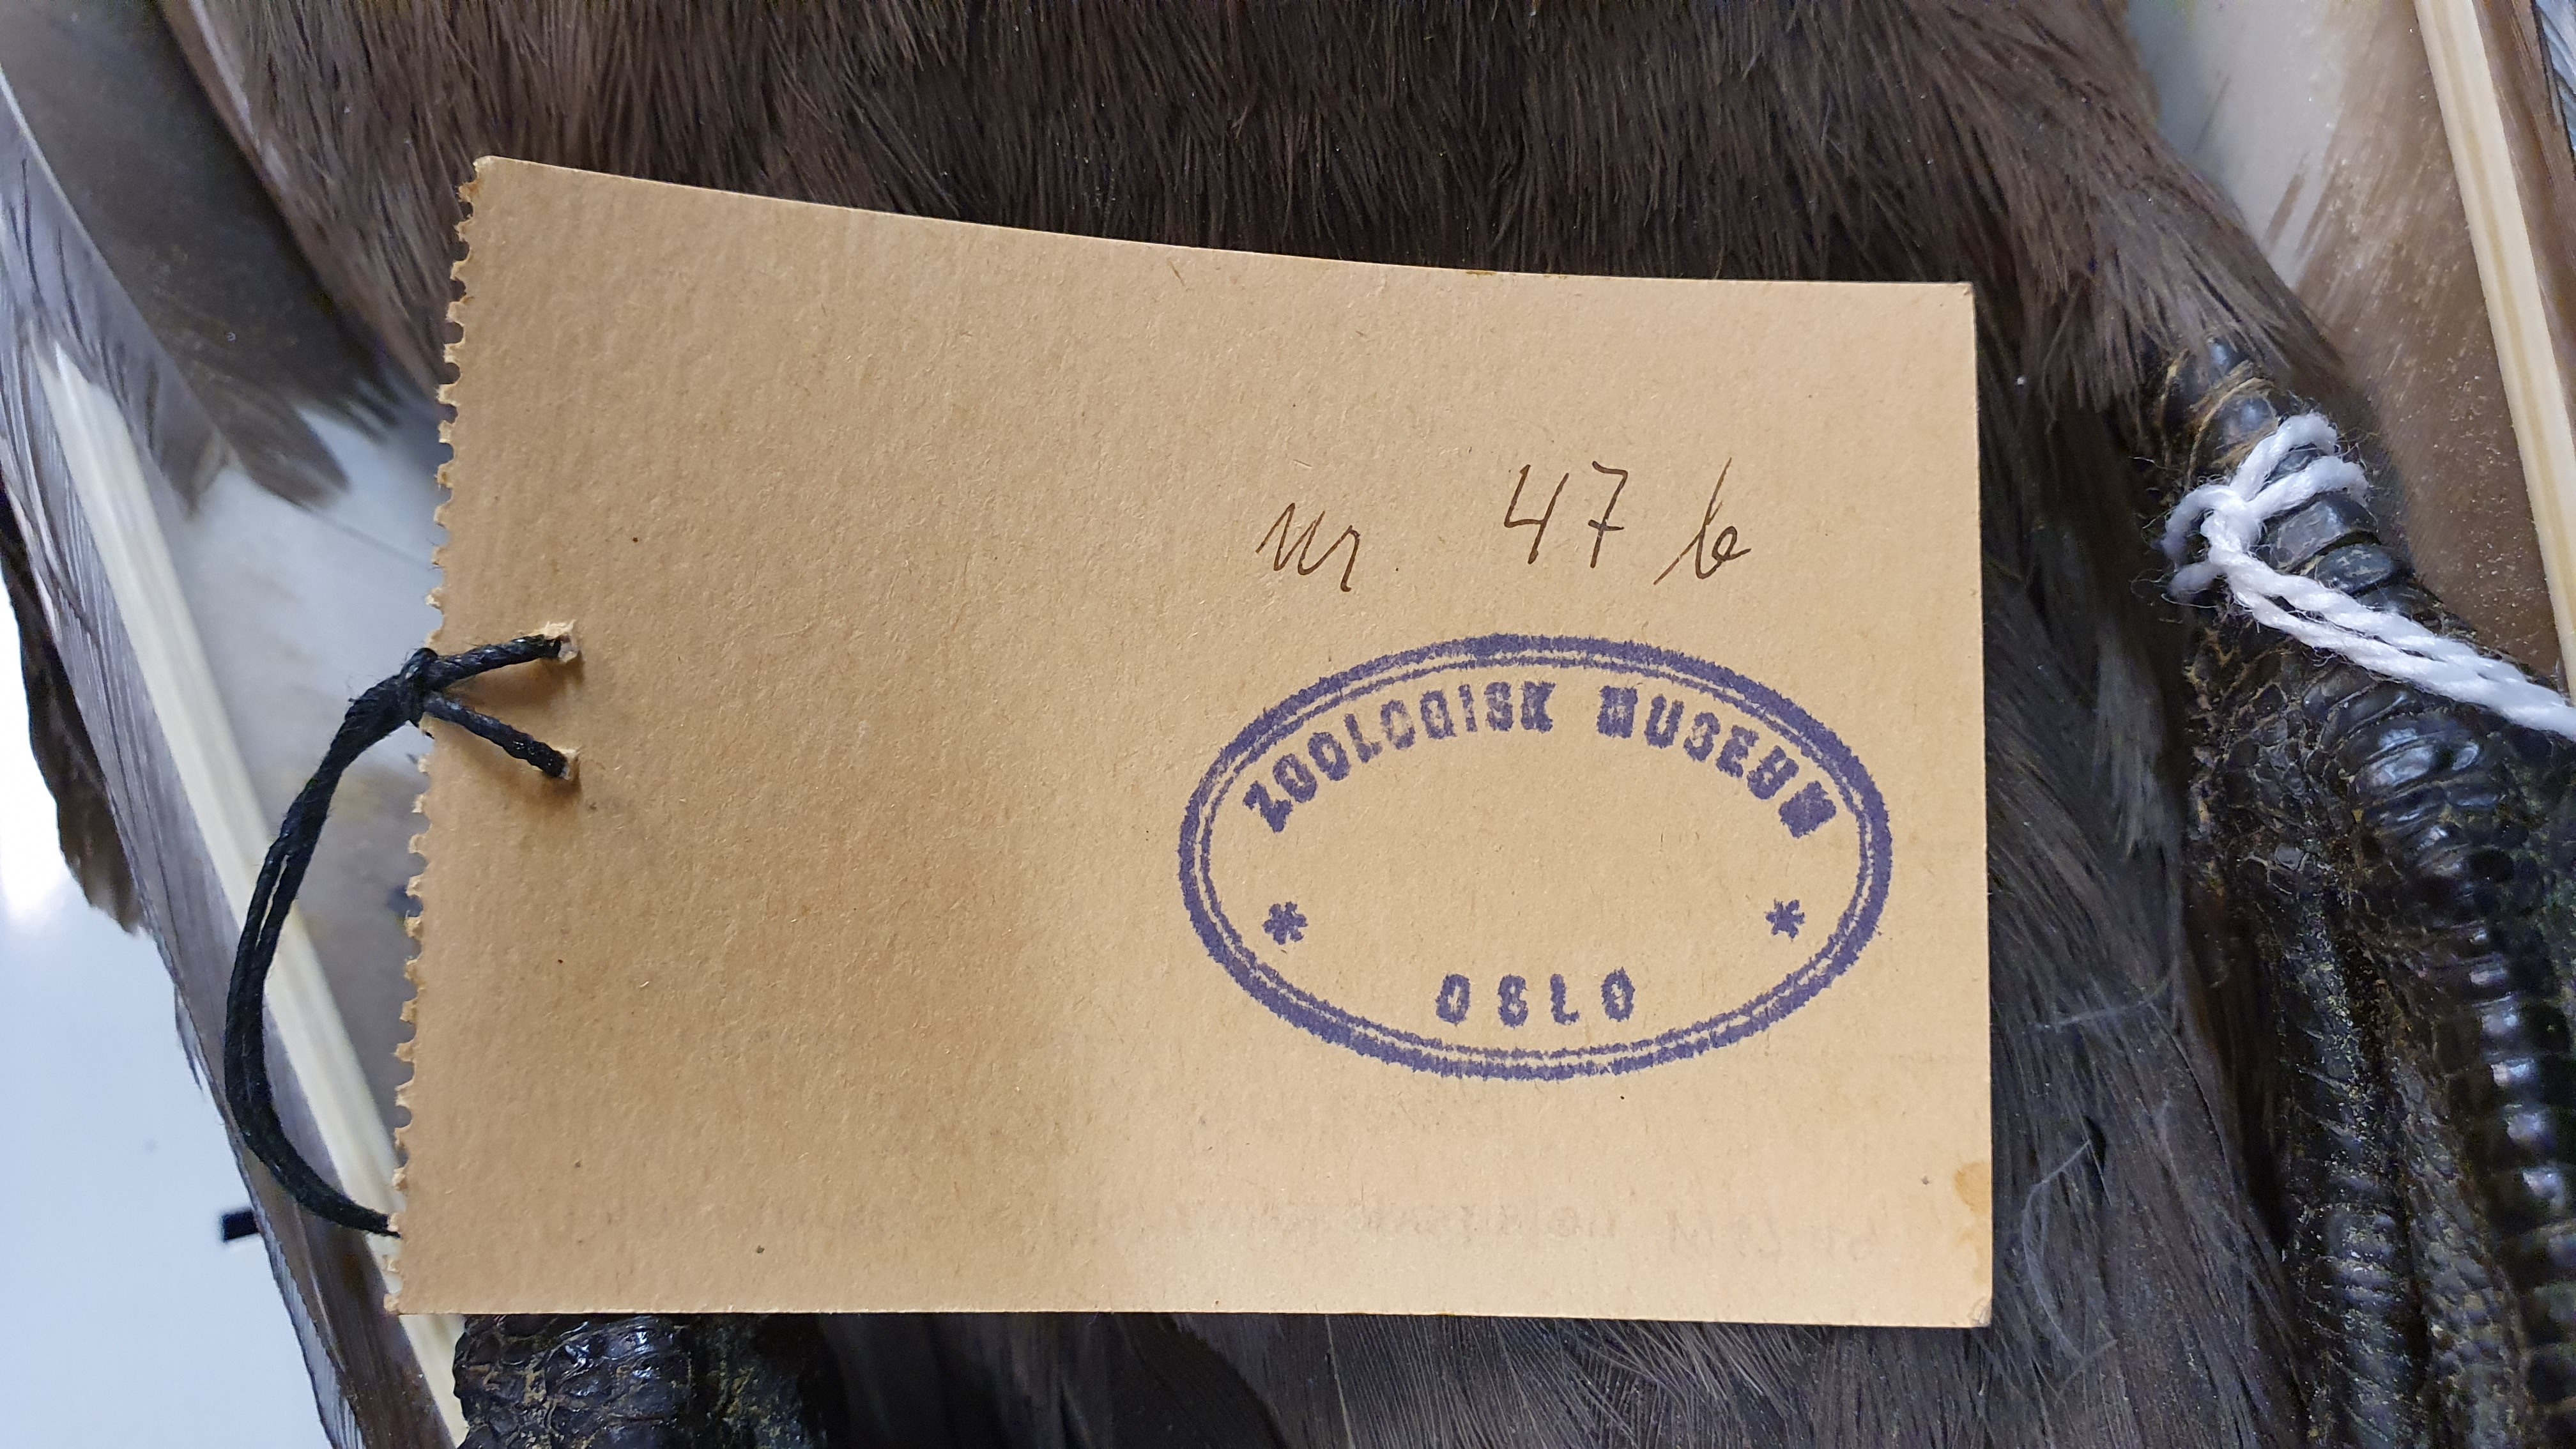 nr. 47 b
ZOOLOGISK MUSEUM
* *
OSLO